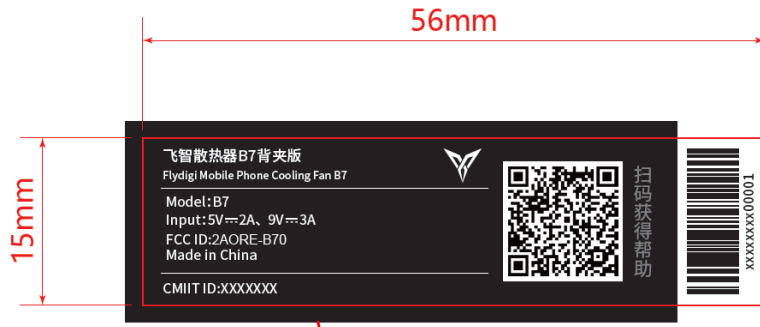 56mm
15mm
飞智散热器B7背夹版
Flydigi Mobile Phone Cooling Fan B7
Model:B7
Input:5V⎓2A、9V⎓3A
FCC ID:2AORE-B70
Made in China
CMIIT ID:XXXXXXX
扫码获得帮助
xxxxxxxx00001